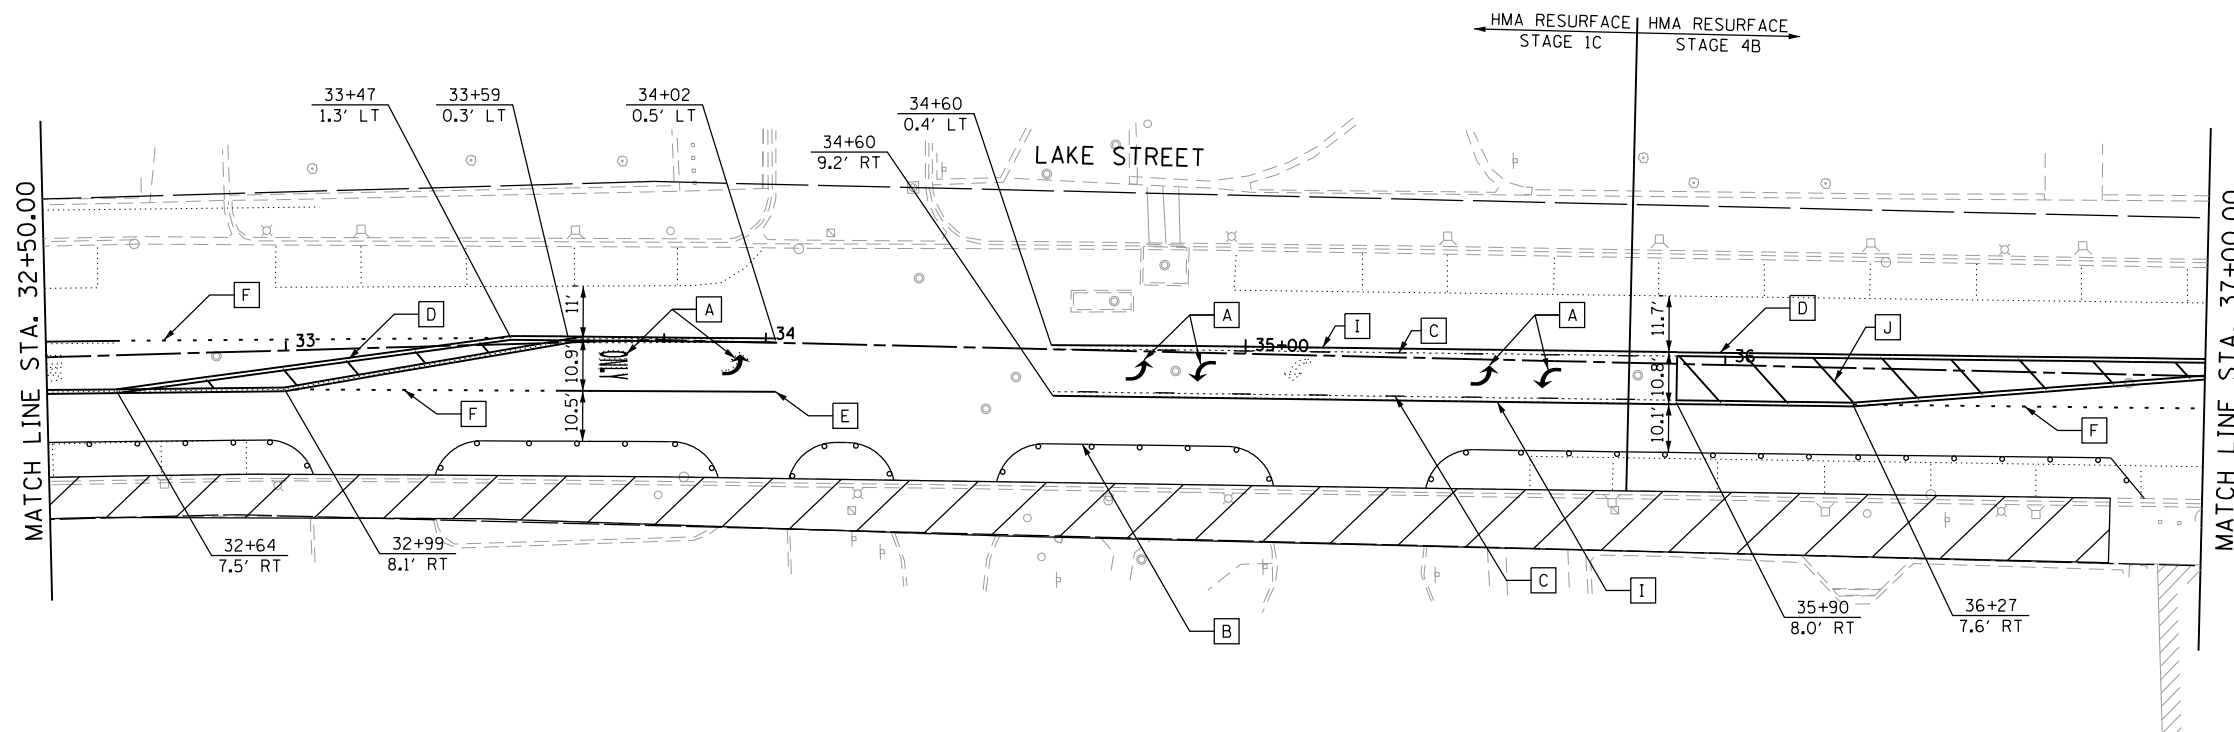 HMA RESURFACE
STAGE 1C
HMA RESURFACE
STAGE 4B
33+47
1.3' LT
33+59
0.3' LT
34+02
0.5' LT
34+60
0.4' LT
34+60
9.2' RT
LAKE STREET
MATCH LINE STA. 32+50.00
MATCH LINE STA. 37+00.00
F
D
A
A
I
C
A
D
J
11'
10.9'
10.5'
11.7'
10.8'
10.1'
33
34
35+00
36
ONLY
F
E
F
32+64
7.5' RT
32+99
8.1' RT
B
C
I
35+90
8.0' RT
36+27
7.6' RT